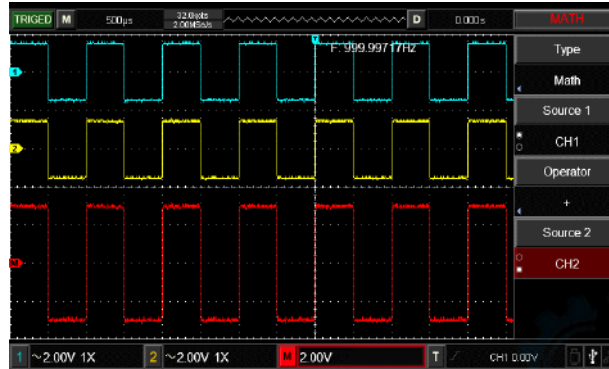 TRIGED M 500µs 32.0kpts D 0.000s MATH
2.00MSa/s
T
F: 999.99717Hz
Type
Math
Source 1
CH1
Operator
+
Source 2
CH2
1
2
M
1 ~2.00V 1X 2 ~2.00V 1X M 2.00V T CH1 0.00V